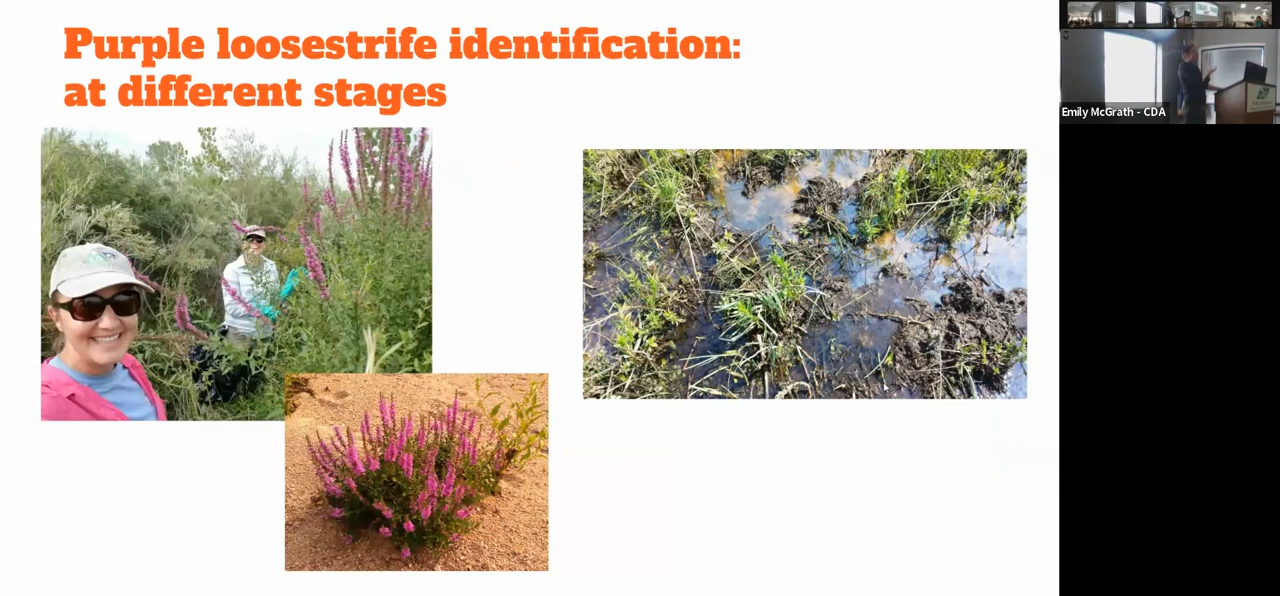 Purple loosestrife identification:
at different stages
Emily McGrath - CDA